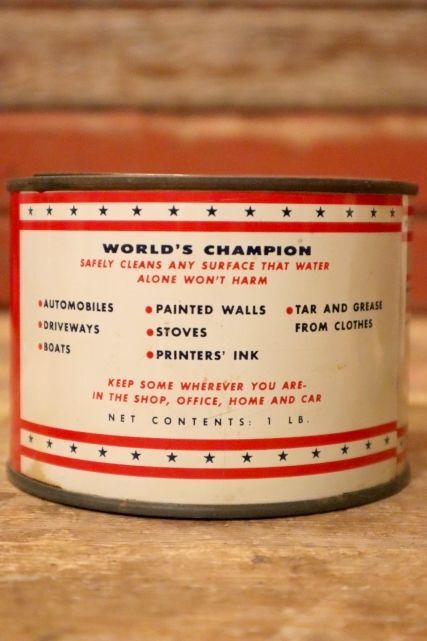 WORLD'S CHAMPION
SAFELY CLEANS ANY SURFACE THAT WATER
ALONE WON'T HARM
•AUTOMOBILES
•DRIVEWAYS
•BOATS
•PAINTED WALLS
•STOVES
•PRINTERS' INK
•TAR AND GREASE
FROM CLOTHES
KEEP SOME WHEREVER YOU ARE-
IN THE SHOP, OFFICE, HOME AND CAR
NET CONTENTS: 1 LB.